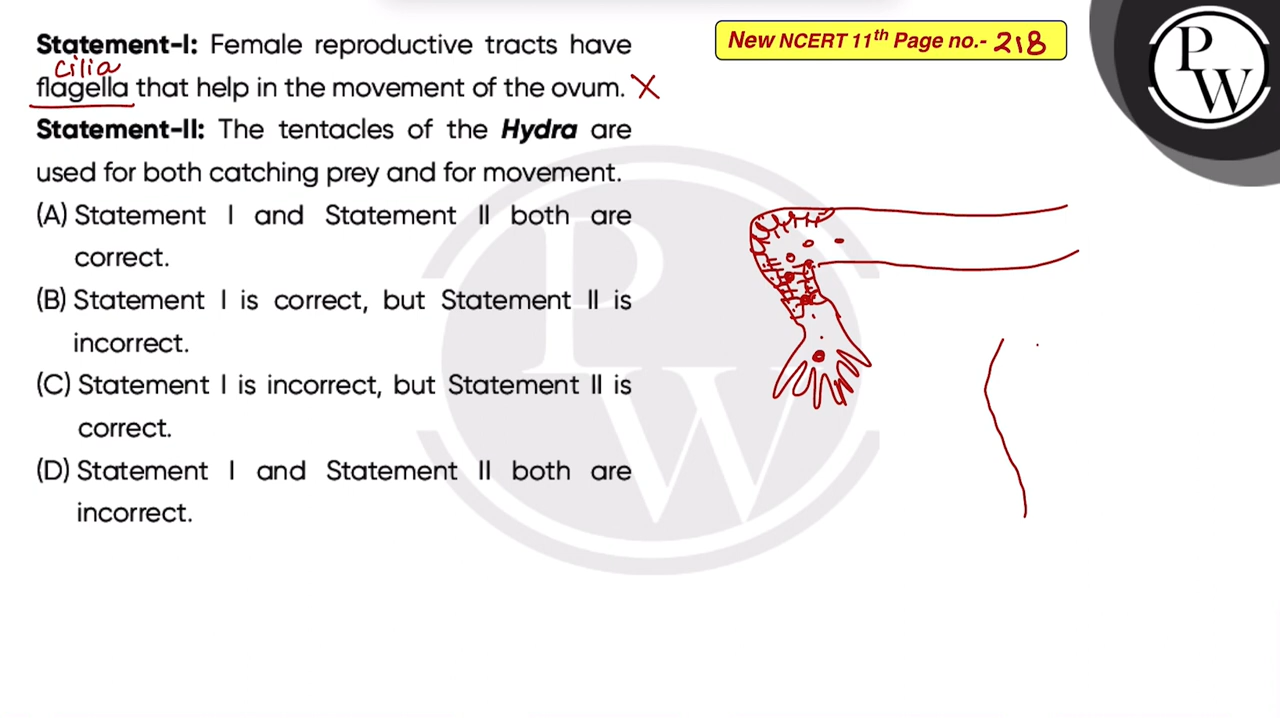 Statement-I: Female reproductive tracts have
cilia
flagella that help in the movement of the ovum. X
Statement-II: The tentacles of the Hydra are
used for both catching prey and for movement.
(A) Statement I and Statement II both are
correct.
(B) Statement I is correct, but Statement II is
incorrect.
(C) Statement I is incorrect, but Statement II is
correct.
(D) Statement I and Statement II both are
incorrect.
New NCERT 11th Page no.- 218
P
W
P
W